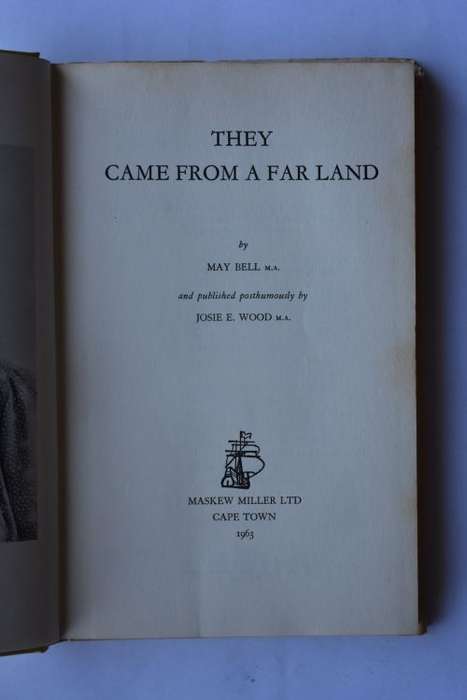 THEY
CAME FROM A FAR LAND
by
MAY BELL M.A.
and published posthumously by
JOSIE E. WOOD M.A.
MASKEW MILLER LTD
CAPE TOWN
1963